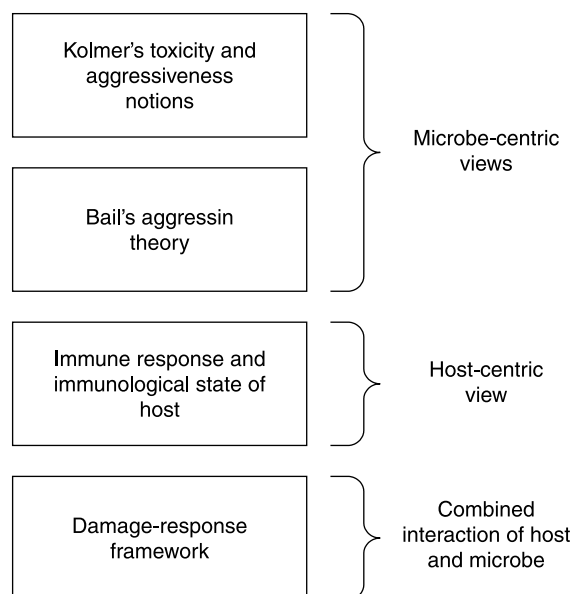 Kolmer's toxicity and
aggressiveness
notions
Microbe-centric
views
Bail's aggressin
theory
Immune response and
immunological state of
host
Host-centric
view
Damage-response
framework
Combined
interaction of host
and microbe